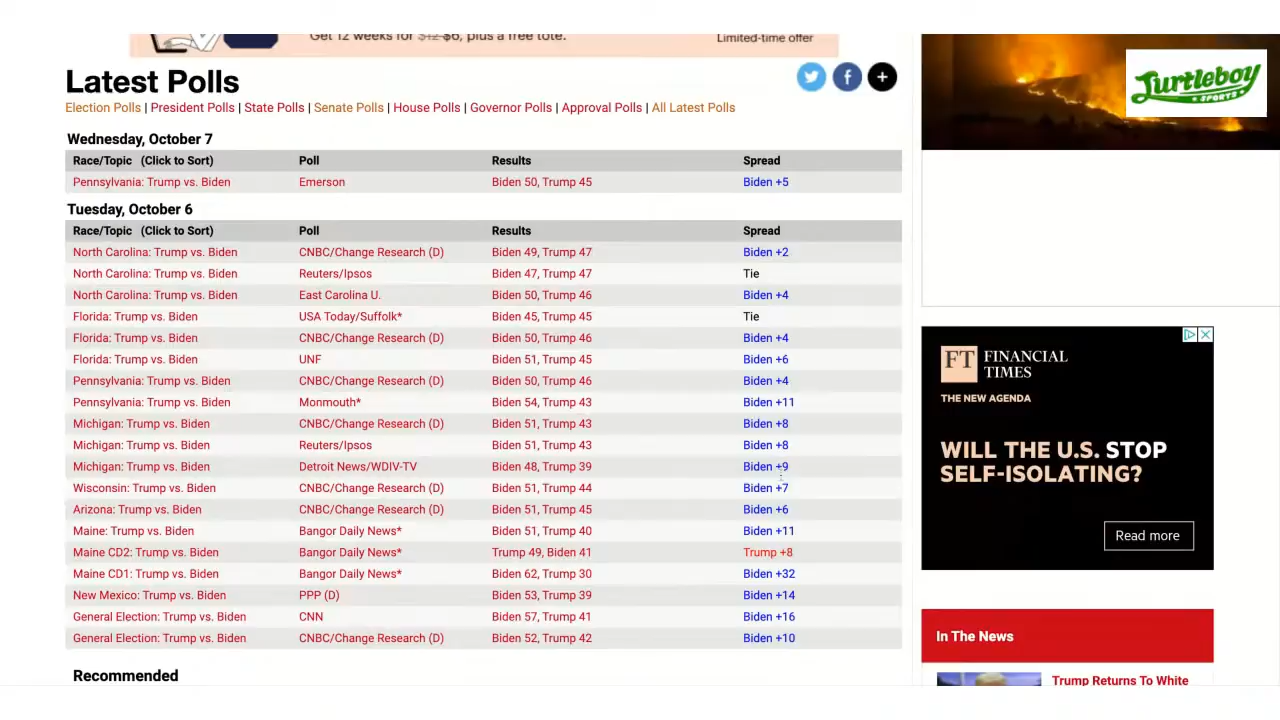 Get 12 weeks for $12 $6, plus a free tote.
Limited-time offer
Latest Polls
Election Polls | President Polls | State Polls | Senate Polls | House Polls | Governor Polls | Approval Polls | All Latest Polls
Wednesday, October 7
Race/Topic (Click to Sort) Poll Results Spread
Pennsylvania: Trump vs. Biden Emerson Biden 50, Trump 45 Biden +5
Tuesday, October 6
Race/Topic (Click to Sort) Poll Results Spread
North Carolina: Trump vs. Biden CNBC/Change Research (D) Biden 49, Trump 47 Biden +2
North Carolina: Trump vs. Biden Reuters/Ipsos Biden 47, Trump 47 Tie
North Carolina: Trump vs. Biden East Carolina U. Biden 50, Trump 46 Biden +4
Florida: Trump vs. Biden USA Today/Suffolk* Biden 45, Trump 45 Tie
Florida: Trump vs. Biden CNBC/Change Research (D) Biden 50, Trump 46 Biden +4
Florida: Trump vs. Biden UNF Biden 51, Trump 45 Biden +6
Pennsylvania: Trump vs. Biden CNBC/Change Research (D) Biden 50, Trump 46 Biden +4
Pennsylvania: Trump vs. Biden Monmouth* Biden 54, Trump 43 Biden +11
Michigan: Trump vs. Biden CNBC/Change Research (D) Biden 51, Trump 43 Biden +8
Michigan: Trump vs. Biden Reuters/Ipsos Biden 51, Trump 43 Biden +8
Michigan: Trump vs. Biden Detroit News/WDIV-TV Biden 48, Trump 39 Biden +9
Wisconsin: Trump vs. Biden CNBC/Change Research (D) Biden 51, Trump 44 Biden +7
Arizona: Trump vs. Biden CNBC/Change Research (D) Biden 51, Trump 45 Biden +6
Maine: Trump vs. Biden Bangor Daily News* Biden 51, Trump 40 Biden +11
Maine CD2: Trump vs. Biden Bangor Daily News* Trump 49, Biden 41 Trump +8
Maine CD1: Trump vs. Biden Bangor Daily News* Biden 62, Trump 30 Biden +32
New Mexico: Trump vs. Biden PPP (D) Biden 53, Trump 39 Biden +14
General Election: Trump vs. Biden CNN Biden 57, Trump 41 Biden +16
General Election: Trump vs. Biden CNBC/Change Research (D) Biden 52, Trump 42 Biden +10
Recommended
Turtleboy
SPORTS
FT FINANCIAL
TIMES
THE NEW AGENDA
WILL THE U.S. STOP
SELF-ISOLATING?
Read more
In The News
Trump Returns To White